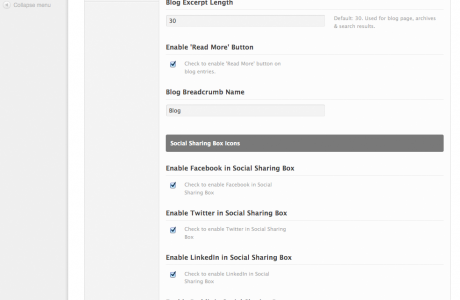 Collapse menu
Blog Excerpt Length
30
Default: 30. Used for blog page, archives
& search results.
Enable 'Read More' Button
Check to enable 'Read More' button on
blog entries.
Blog Breadcrumb Name
Blog
Social Sharing Box Icons
Enable Facebook in Social Sharing Box
Check to enable Facebook in Social
Sharing Box
Enable Twitter in Social Sharing Box
Check to enable Twitter in Social Sharing
Box
Enable LinkedIn in Social Sharing Box
Check to enable LinkedIn in Social
Sharing Box